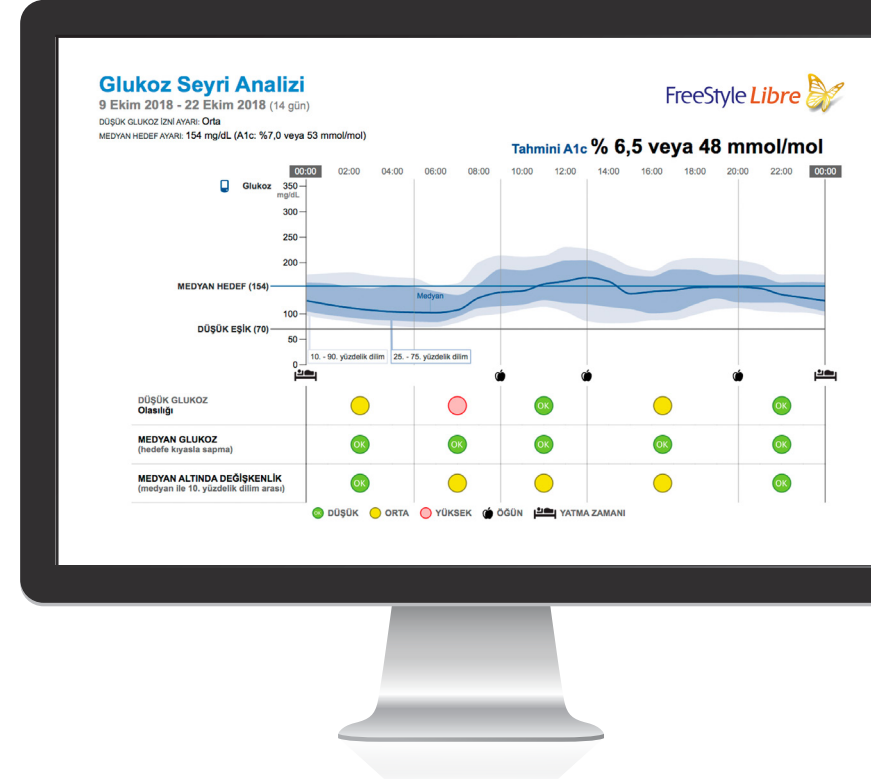 Glukoz Seyri Analizi
9 Ekim 2018 - 22 Ekim 2018 (14 gün)
DÜŞÜK GLUKOZ İZNİ AYARI: Orta
MEDYAN HEDEF AYARI: 154 mg/dL (A1c: %7,0 veya 53 mmol/mol)
FreeStyle Libre
Tahmini A1c % 6,5 veya 48 mmol/mol
00:00 02:00 04:00 06:00 08:00 10:00 12:00 14:00 16:00 18:00 20:00 22:00 00:00
Glukoz 350
mg/dL
300
250
200
MEDYAN HEDEF (154)
Medyan
100
DÜŞÜK EŞİK (70)
50
10. - 90. yüzdelik dilim 25. - 75. yüzdelik dilim
0
DÜŞÜK GLUKOZ
Olasılığı
OK OK
MEDYAN GLUKOZ
(hedefe kıyasla sapma)
OK OK OK OK OK
MEDYAN ALTINDA DEĞİŞKENLİK
(medyan ile 10. yüzdelik dilim arası)
OK OK
OK DÜŞÜK ORTA YÜKSEK ÖĞÜN YATMA ZAMANI